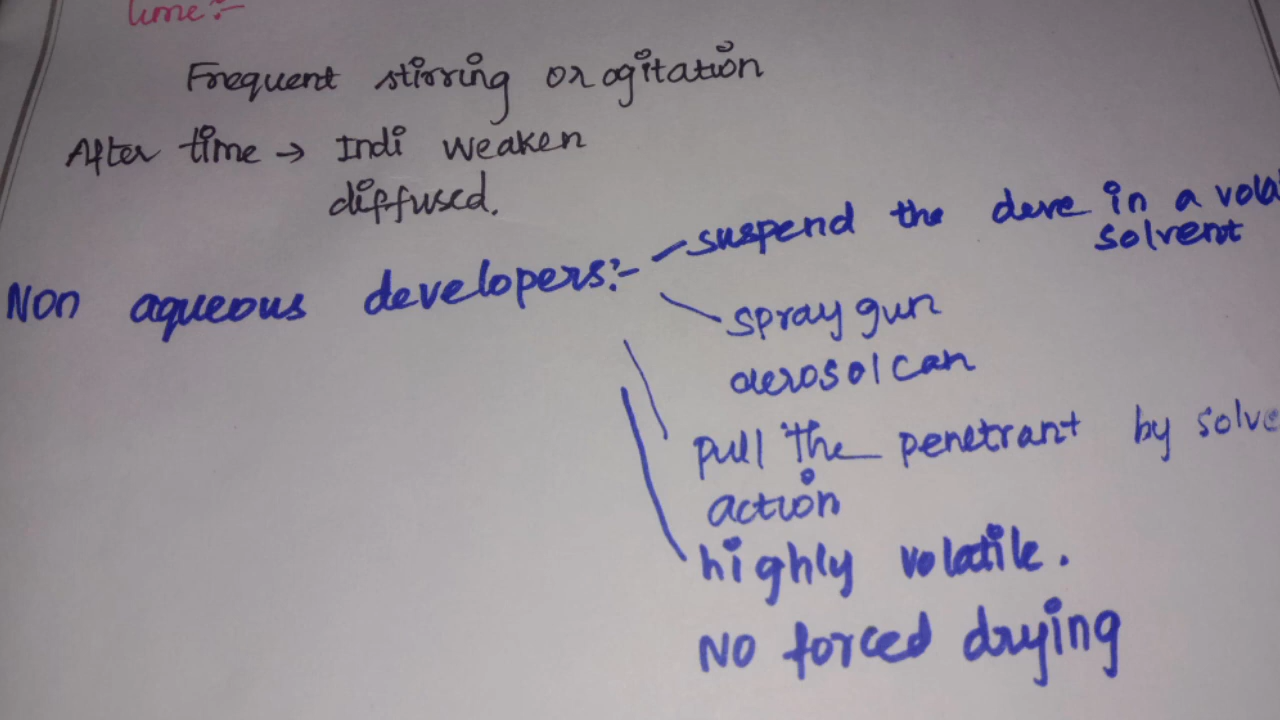 time:-
Frequent stirring or agitation
After time → Indi weaken
diffused.
Non aqueous developers:- suspend the deve in a vola
solvent
spray gun
aerosol can
pull the penetrant by solve
action
highly volatile.
NO forced drying